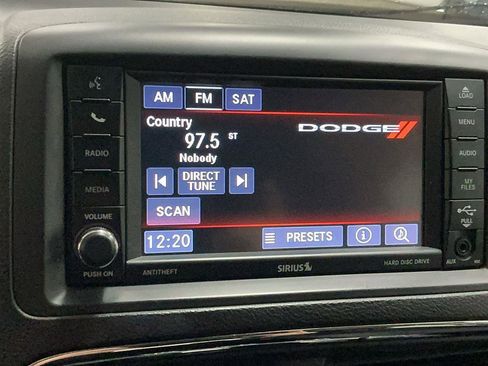 AM FM SAT
Country
97.5 ST
Nobody
DIRECT
TUNE
SCAN
12:20 PRESETS
DODGE
RADIO
MEDIA
VOLUME
PUSH ON
ANTITHEFT
SIRIUS
HARD DISC DRIVE
LOAD
MENU
AUDIO
MY
FILES
PULL
AUX